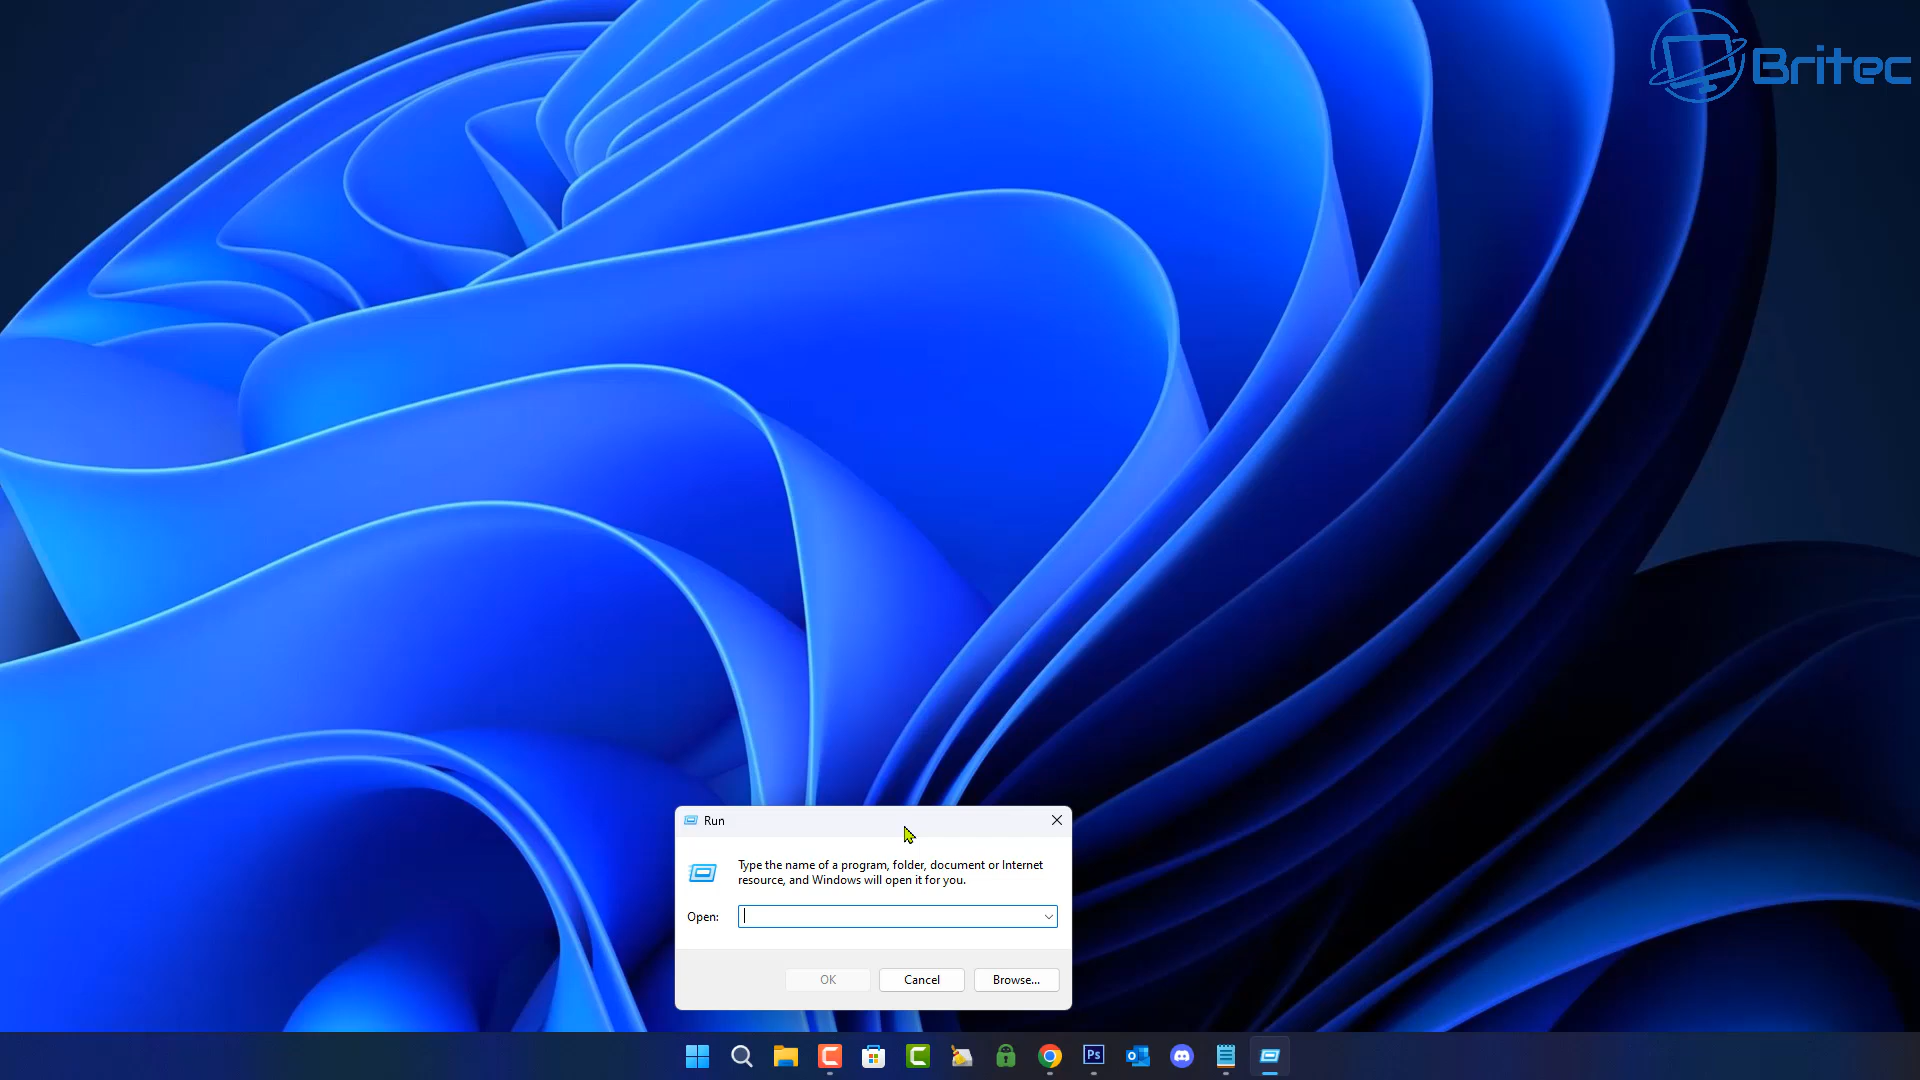 Britec
Run
Type the name of a program, folder, document or Internet
resource, and Windows will open it for you.
Open:
OK
Cancel
Browse...
Ps